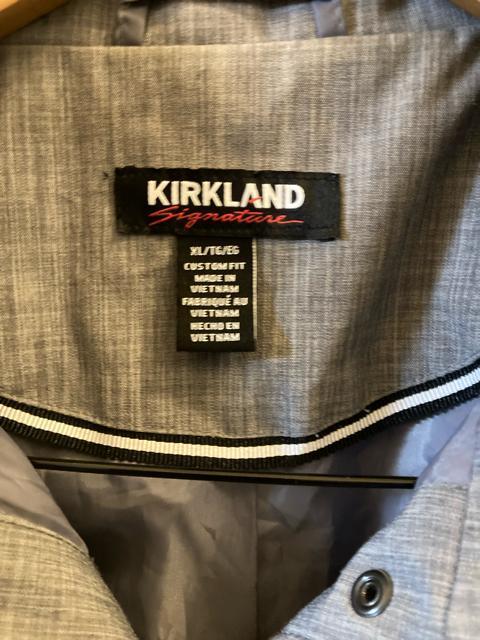 KIRKLAND
Signature
XL/TG/EG
CUSTOM FIT
MADE IN
VIETNAM
FABRIQUÉ AU
VIETNAM
HECHO EN
VIETNAM